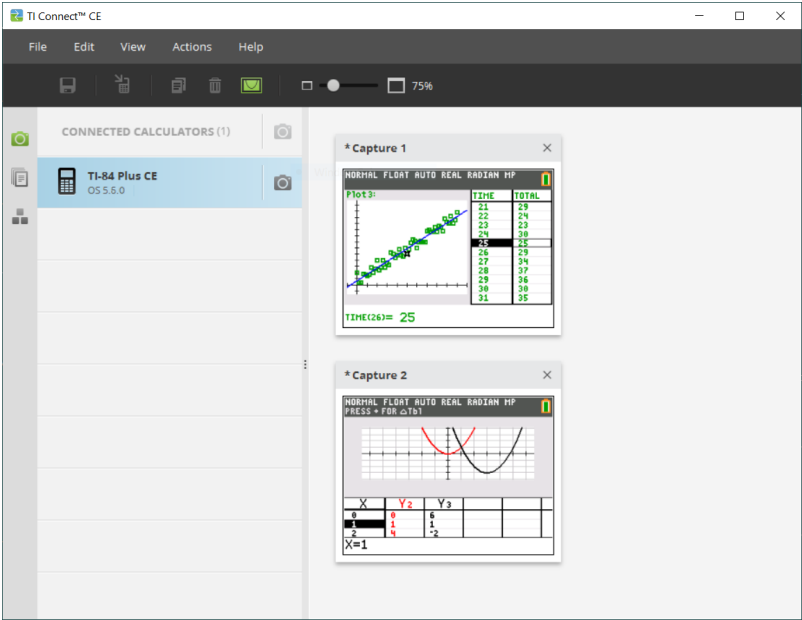 TI Connect™ CE
File Edit View Actions Help
75%
CONNECTED CALCULATORS (1)
TI-84 Plus CE
OS 5.6.0
*Capture 1
NORMAL FLOAT AUTO REAL RADIAN MP
Plot3:
TIME TOTAL
21 29
22 24
23 23
24 30
25 25
26 29
27 34
28 37
29 36
30 30
31 35
TIME(26)= 25
*Capture 2
NORMAL FLOAT AUTO REAL RADIAN MP
PRESS + FOR △Tb1
X Y2 Y3
0 0 6
1 1 1
2 4 -2
X=1